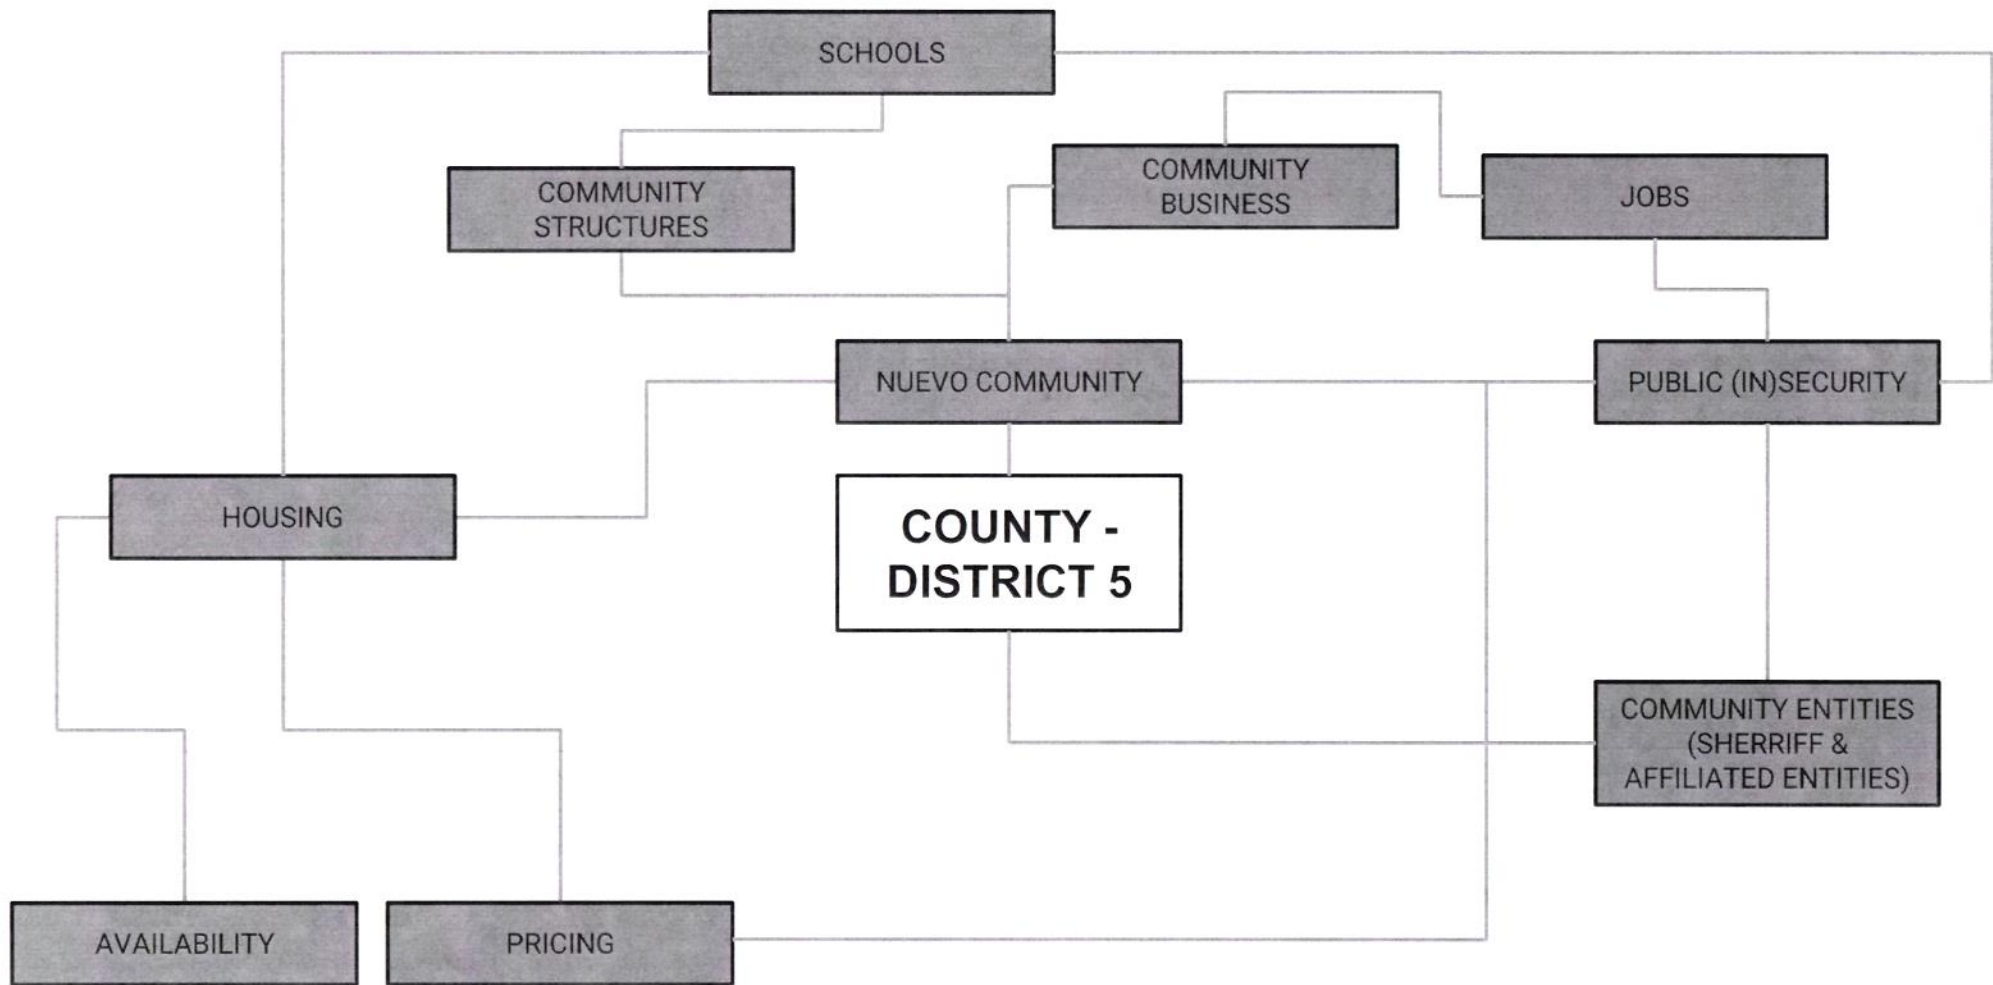 SCHOOLS
COMMUNITY
STRUCTURES
COMMUNITY
BUSINESS
JOBS
NUEVO COMMUNITY
PUBLIC (IN)SECURITY
HOUSING
COUNTY -
DISTRICT 5
COMMUNITY ENTITIES
(SHERRIFF &
AFFILIATED ENTITIES)
AVAILABILITY
PRICING